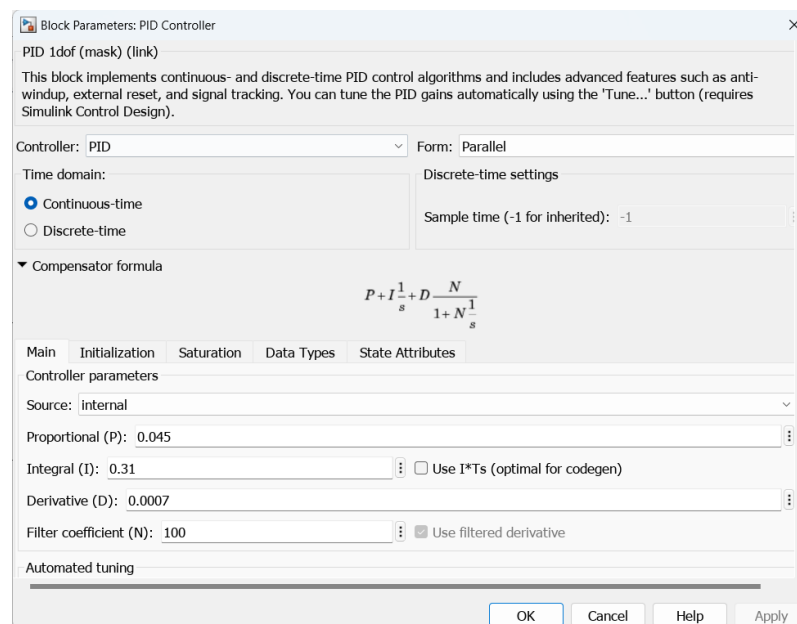 Block Parameters: PID Controller
PID 1dof (mask) (link)
This block implements continuous- and discrete-time PID control algorithms and includes advanced features such as anti-
windup, external reset, and signal tracking. You can tune the PID gains automatically using the 'Tune...' button (requires
Simulink Control Design).
Controller: PID Form: Parallel
Time domain: Discrete-time settings
Continuous-time
Sample time (-1 for inherited): -1
Discrete-time
Compensator formula
P + I 1/s + D N/(1 + N 1/s)
Main Initialization Saturation Data Types State Attributes
Controller parameters
Source: internal
Proportional (P): 0.045
Integral (I): 0.31 Use I*Ts (optimal for codegen)
Derivative (D): 0.0007
Filter coefficient (N): 100 Use filtered derivative
Automated tuning
OK Cancel Help Apply